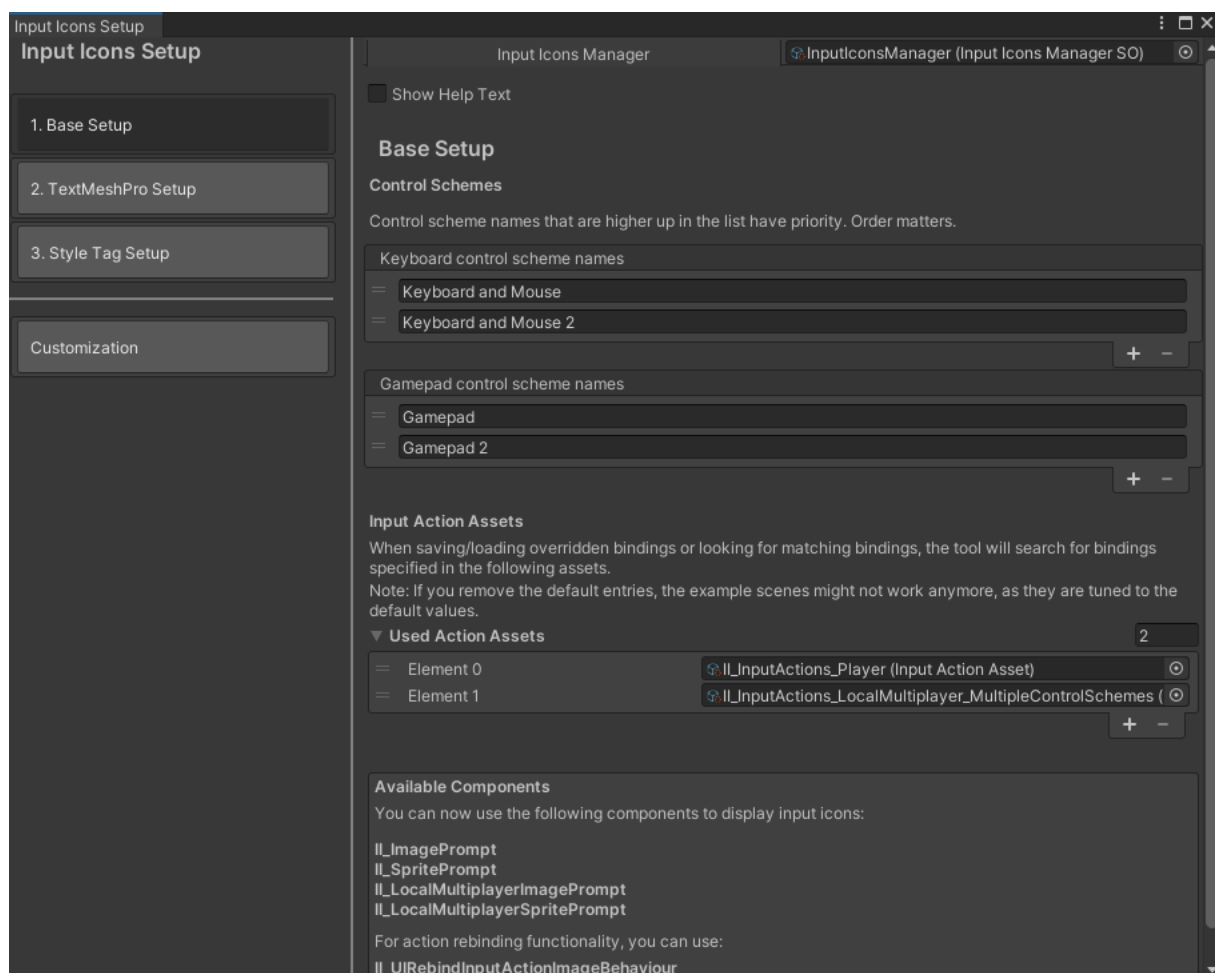 Input Icons Setup
Input Icons Setup
1. Base Setup
2. TextMeshPro Setup
3. Style Tag Setup
Customization
Input Icons Manager
InputIconsManager (Input Icons Manager SO)
Show Help Text
Base Setup
Control Schemes
Control scheme names that are higher up in the list have priority. Order matters.
Keyboard control scheme names
Keyboard and Mouse
Keyboard and Mouse 2
Gamepad control scheme names
Gamepad
Gamepad 2
Input Action Assets
When saving/loading overridden bindings or looking for matching bindings, the tool will search for bindings
specified in the following assets.
Note: If you remove the default entries, the example scenes might not work anymore, as they are tuned to the
default values.
Used Action Assets
2
Element 0
II_InputActions_Player (Input Action Asset)
Element 1
II_InputActions_LocalMultiplayer_MultipleControlSchemes (
Available Components
You can now use the following components to display input icons:
II_ImagePrompt
II_SpritePrompt
II_LocalMultiplayerImagePrompt
II_LocalMultiplayerSpritePrompt
For action rebinding functionality, you can use:
II_UIRebindInputActionImageBehaviour